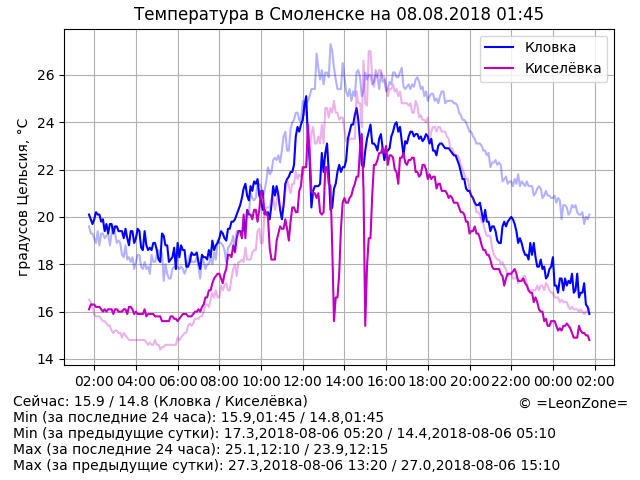 Температура в Смоленске на 08.08.2018 01:45
градусов Цельсия, °C
26
24
22
20
18
16
14
Кловка
Киселёвка
02:00 04:00 06:00 08:00 10:00 12:00 14:00 16:00 18:00 20:00 22:00 00:00 02:00
Сейчас: 15.9 / 14.8 (Кловка / Киселёвка)
© =LeonZone=
Min (за последние 24 часа): 15.9,01:45 / 14.8,01:45
Min (за предыдущие сутки): 17.3,2018-08-06 05:20 / 14.4,2018-08-06 05:10
Max (за последние 24 часа): 25.1,12:10 / 23.9,12:15
Max (за предыдущие сутки): 27.3,2018-08-06 13:20 / 27.0,2018-08-06 15:10